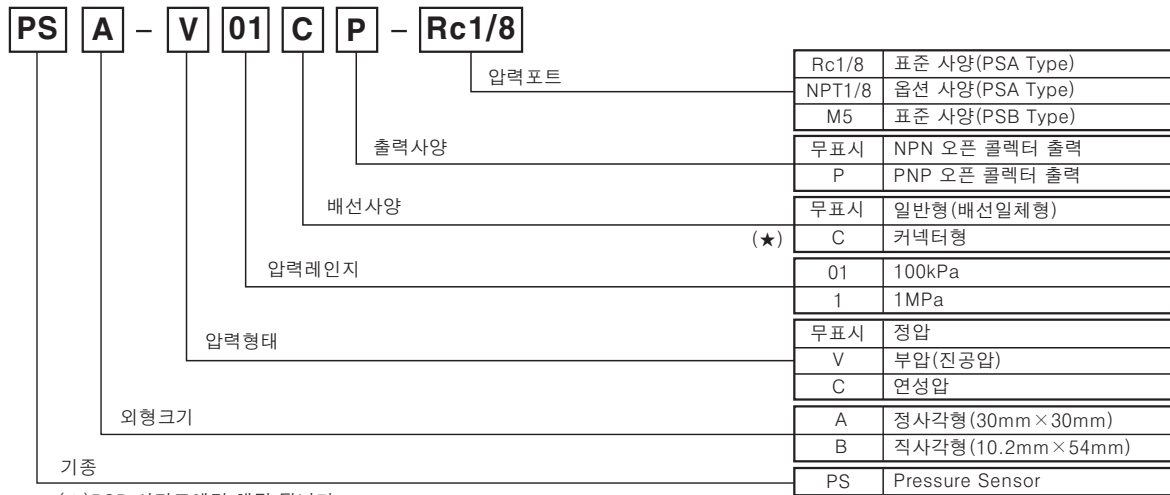 PS A – V 01 C P – Rc1/8
압력포트
Rc1/8 표준 사양(PSA Type)
NPT1/8 옵션 사양(PSA Type)
M5 표준 사양(PSB Type)
출력사양
무표시 NPN 오픈 콜렉터 출력
P PNP 오픈 콜렉터 출력
배선사양
무표시 일반형(배선일체형)
(★) C 커넥터형
압력레인지
01 100kPa
1 1MPa
압력형태
무표시 정압
V 부압(진공압)
C 연성압
외형크기
A 정사각형(30mm×30mm)
B 직사각형(10.2mm×54mm)
기종
PS Pressure Sensor